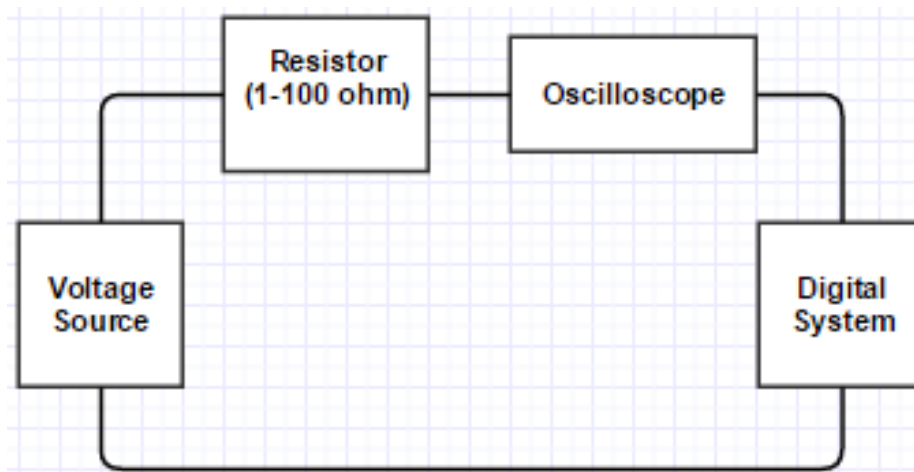 Resistor
(1-100 ohm)
Oscilloscope
Voltage
Source
Digital
System